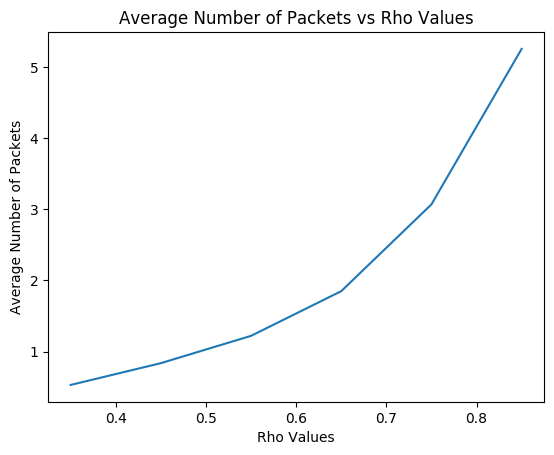 Average Number of Packets vs Rho Values
5
4
3
2
1
Average Number of Packets
0.4 0.5 0.6 0.7 0.8
Rho Values